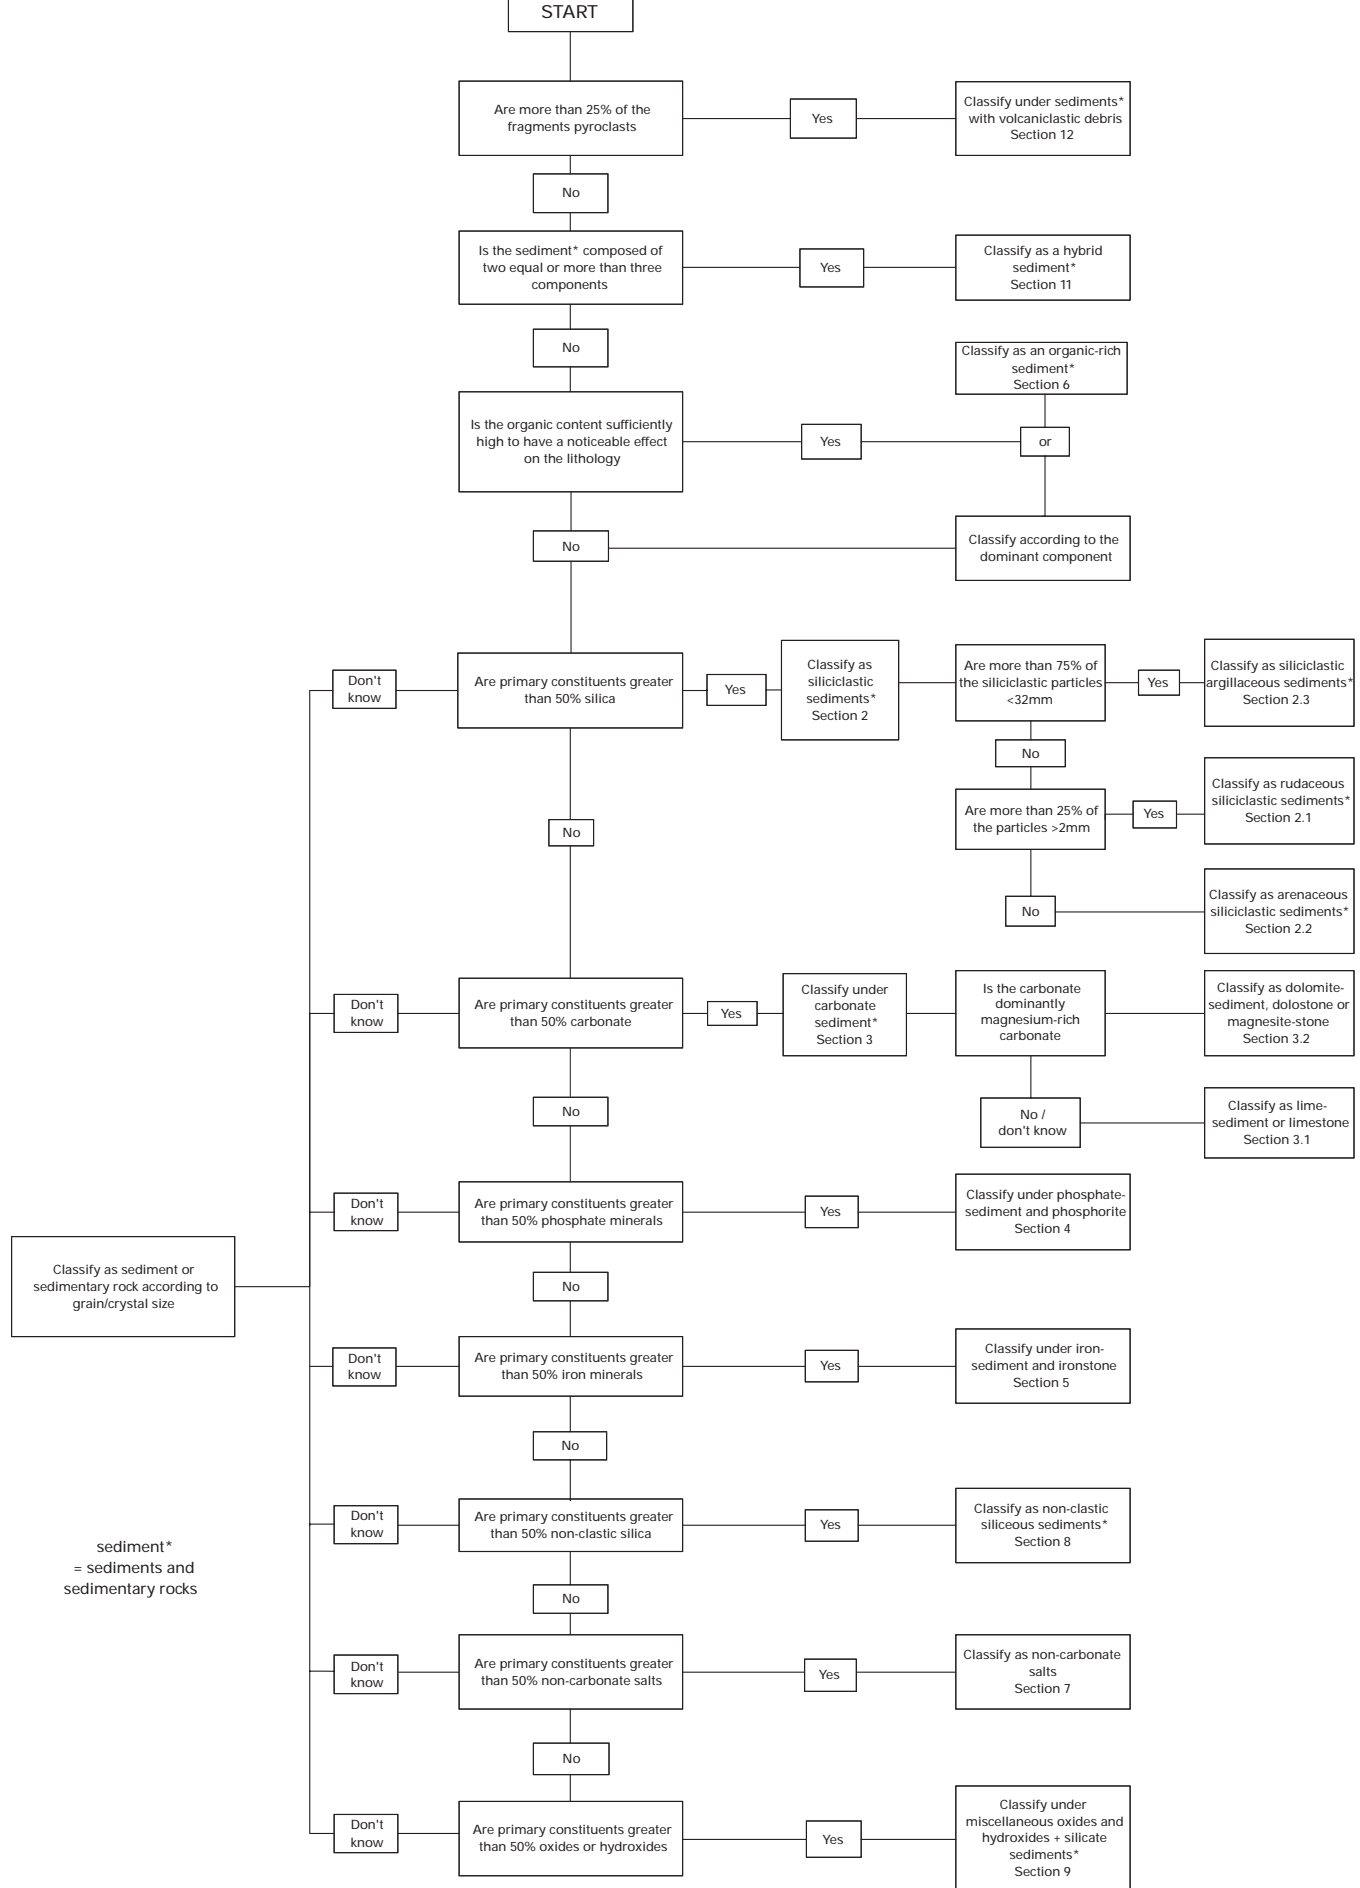 START
Are more than 25% of the
fragments pyroclasts
Yes
Classify under sediments*
with volcaniclastic debris
Section 12
No
Is the sediment* composed of
two equal or more than three
components
Yes
Classify as a hybrid
sediment*
Section 11
No
Classify as an organic-rich
sediment*
Section 6
Is the organic content sufficiently
high to have a noticeable effect
on the lithology
Yes
or
No
Classify according to the
dominant component
Don't
know
Are primary constituents greater
than 50% silica
Yes
Classify as
siliciclastic
sediments*
Section 2
Are more than 75% of
the siliciclastic particles
<32mm
Yes
Classify as siliciclastic
argillaceous sediments*
Section 2.3
No
No
Are more than 25% of
the particles >2mm
Yes
Classify as rudaceous
siliciclastic sediments*
Section 2.1
No
Classify as arenaceous
siliciclastic sediments*
Section 2.2
Don't
know
Are primary constituents greater
than 50% carbonate
Yes
Classify under
carbonate
sediment*
Section 3
Is the carbonate
dominantly
magnesium-rich
carbonate
Classify as dolomite-
sediment, dolostone or
magnesite-stone
Section 3.2
No
No /
don't know
Classify as lime-
sediment or limestone
Section 3.1
Don't
know
Are primary constituents greater
than 50% phosphate minerals
Yes
Classify under phosphate-
sediment and phosphorite
Section 4
Classify as sediment or
sedimentary rock according to
grain/crystal size
No
Don't
know
Are primary constituents greater
than 50% iron minerals
Yes
Classify under iron-
sediment and ironstone
Section 5
No
Don't
know
Are primary constituents greater
than 50% non-clastic silica
Yes
Classify as non-clastic
siliceous sediments*
Section 8
sediment*
= sediments and
sedimentary rocks
No
Don't
know
Are primary constituents greater
than 50% non-carbonate salts
Yes
Classify as non-carbonate
salts
Section 7
No
Don't
know
Are primary constituents greater
than 50% oxides or hydroxides
Yes
Classify under
miscellaneous oxides and
hydroxides + silicate
sediments*
Section 9